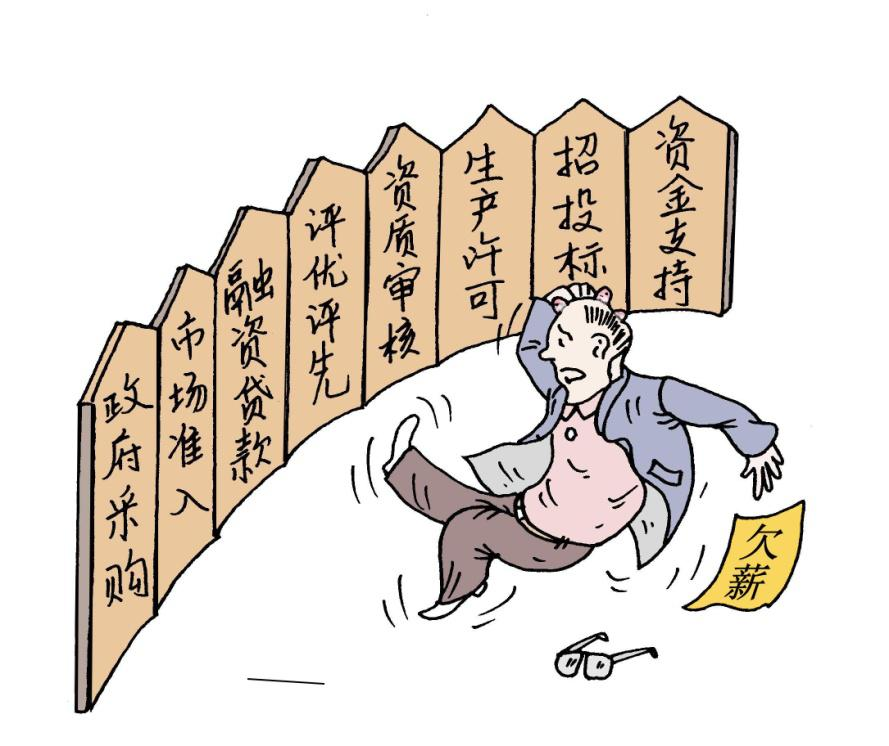 政府采购
市场准入
融资贷款
评优评先
资质审核
生产许可
招投标
资金支持
欠薪